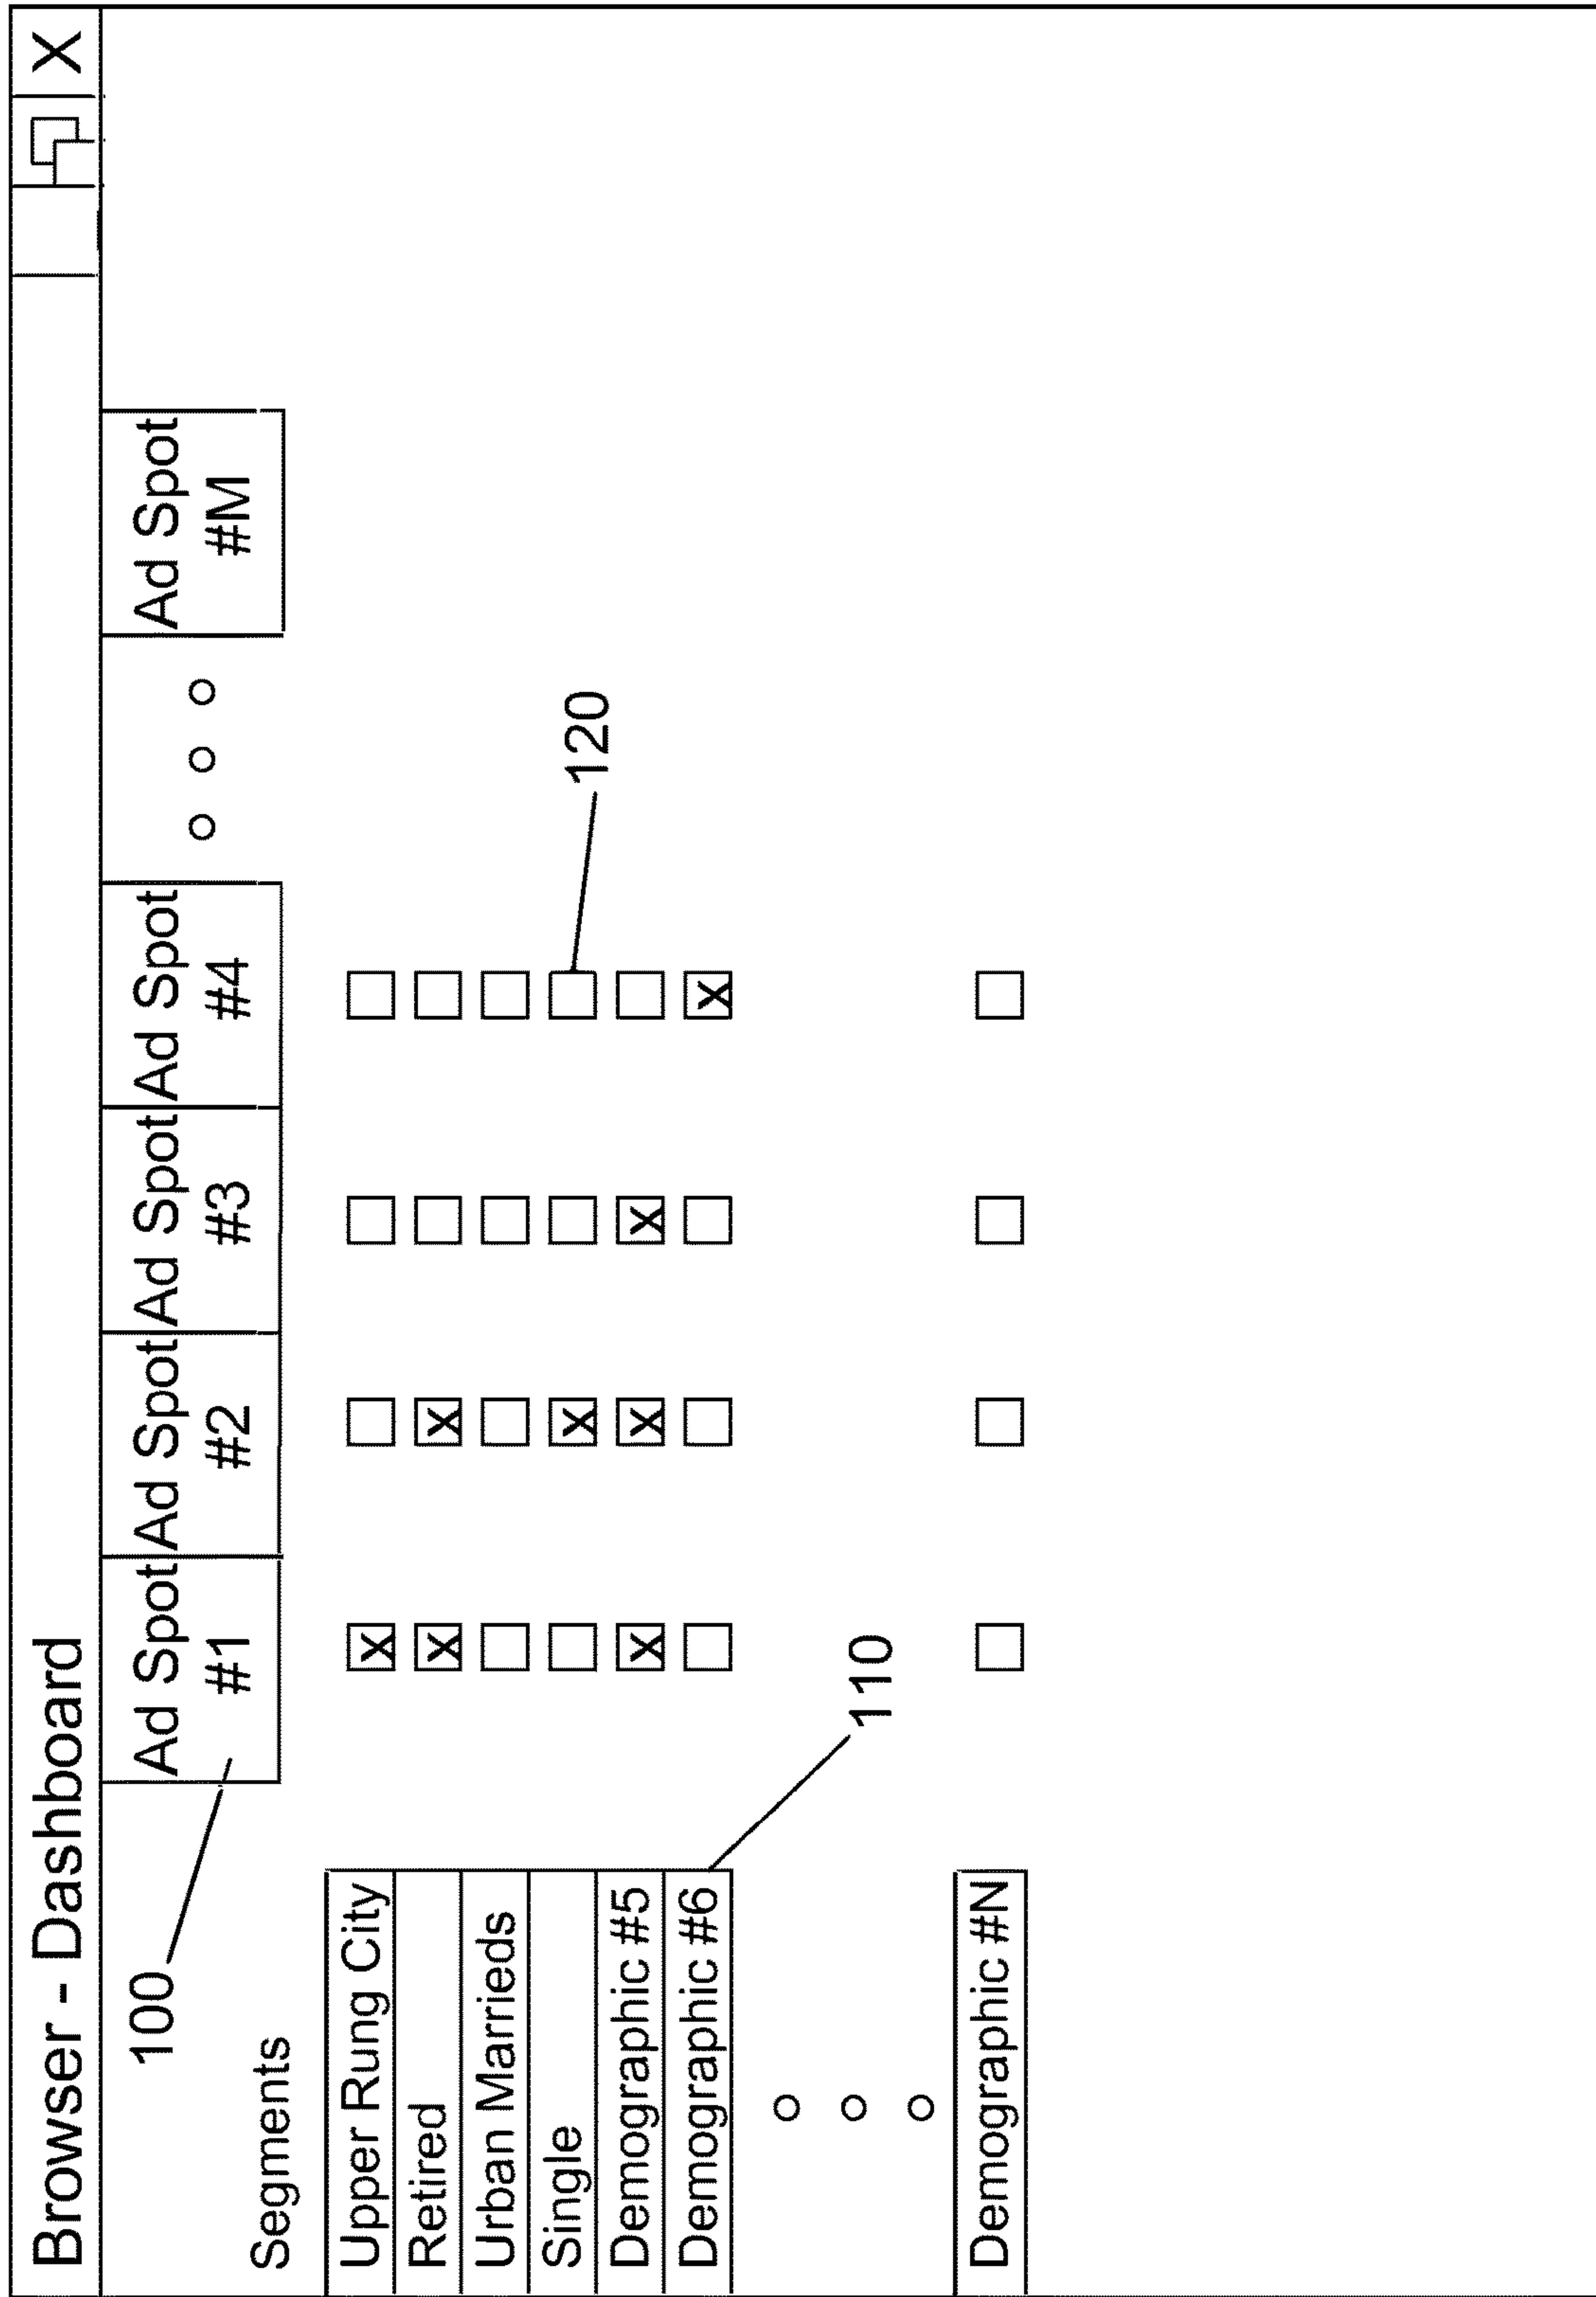 Browser - Dashboard X
100
Ad Spot Ad Spot Ad Spot Ad Spot Ad Spot
#1 #2 #3 #4 #M
Segments
Upper Rung City x
Retired x x
Urban Marrieds
Single x
120
Demographic #5 x x x
Demographic #6 x
110
Demographic #N